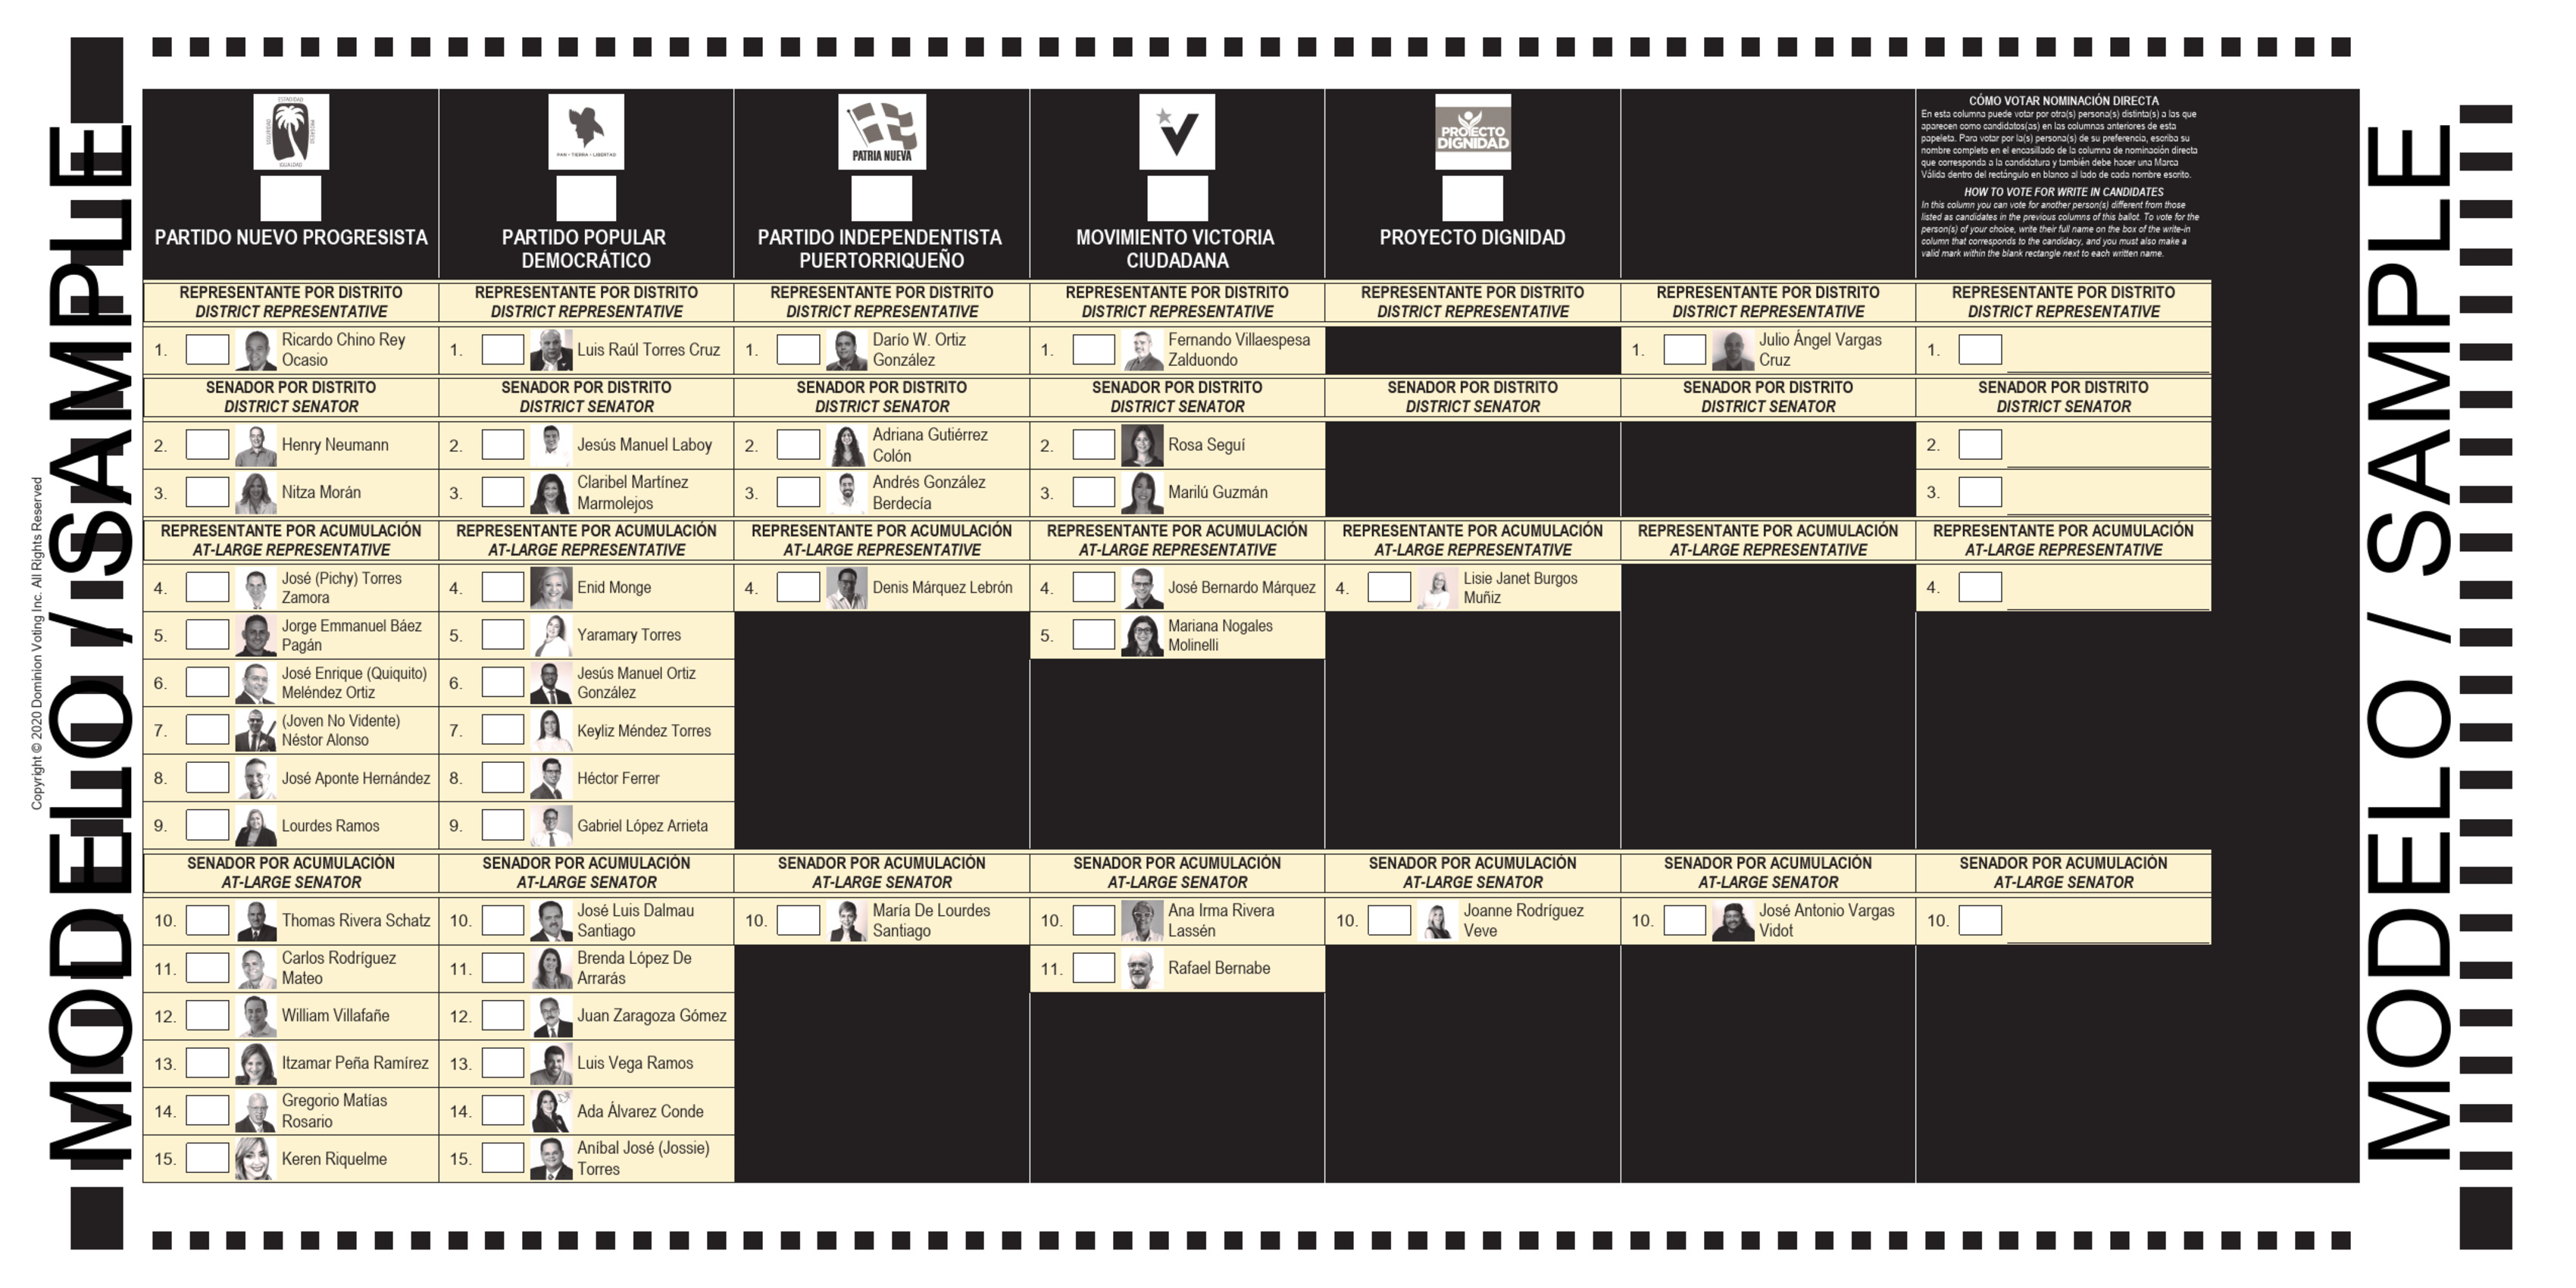 MODELO / SAMPLE
Copyright © 2020 Dominion Voting Inc. All Rights Reserved
ESTADIDAD
PROGRESO
IGUALDAD
PARTIDO NUEVO PROGRESISTA
PAN • TIERRA • LIBERTAD
PARTIDO POPULAR
DEMOCRÁTICO
PATRIA NUEVA
PARTIDO INDEPENDENTISTA
PUERTORRIQUEÑO
MOVIMIENTO VICTORIA
CIUDADANA
PROYECTO
DIGNIDAD
PROYECTO DIGNIDAD
CÓMO VOTAR NOMINACIÓN DIRECTA
En esta columna puede votar por otra(s) persona(s) distinta(s) a las que
aparecen como candidatos(as) en las columnas anteriores de esta
papeleta. Para votar por la(s) persona(s) de su preferencia, escriba su
nombre completo en el encasillado de la columna de nominación directa
que corresponda a la candidatura y también debe hacer una Marca
Válida dentro del rectángulo en blanco al lado de cada nombre escrito.
HOW TO VOTE FOR WRITE IN CANDIDATES
In this column you can vote for another person(s) different from those
listed as candidates in the previous columns of this ballot. To vote for the
person(s) of your choice, write their full name on the box of the write-in
column that corresponds to the candidacy, and you must also make a
valid mark within the blank rectangle next to each written name.
REPRESENTANTE POR DISTRITO
DISTRICT REPRESENTATIVE
REPRESENTANTE POR DISTRITO
DISTRICT REPRESENTATIVE
REPRESENTANTE POR DISTRITO
DISTRICT REPRESENTATIVE
REPRESENTANTE POR DISTRITO
DISTRICT REPRESENTATIVE
REPRESENTANTE POR DISTRITO
DISTRICT REPRESENTATIVE
REPRESENTANTE POR DISTRITO
DISTRICT REPRESENTATIVE
REPRESENTANTE POR DISTRITO
DISTRICT REPRESENTATIVE
1. Ricardo Chino Rey
Ocasio
1. Luis Raúl Torres Cruz
1. Darío W. Ortiz
González
1. Fernando Villaespesa
Zalduondo
1. Julio Ángel Vargas
Cruz
1.
SENADOR POR DISTRITO
DISTRICT SENATOR
SENADOR POR DISTRITO
DISTRICT SENATOR
SENADOR POR DISTRITO
DISTRICT SENATOR
SENADOR POR DISTRITO
DISTRICT SENATOR
SENADOR POR DISTRITO
DISTRICT SENATOR
SENADOR POR DISTRITO
DISTRICT SENATOR
SENADOR POR DISTRITO
DISTRICT SENATOR
2. Henry Neumann
2. Jesús Manuel Laboy
2. Adriana Gutiérrez
Colón
2. Rosa Seguí
2.
3. Nitza Morán
3. Claribel Martínez
Marmolejos
3. Andrés González
Berdecía
3. Marilú Guzmán
3.
REPRESENTANTE POR ACUMULACIÓN
AT-LARGE REPRESENTATIVE
REPRESENTANTE POR ACUMULACIÓN
AT-LARGE REPRESENTATIVE
REPRESENTANTE POR ACUMULACIÓN
AT-LARGE REPRESENTATIVE
REPRESENTANTE POR ACUMULACIÓN
AT-LARGE REPRESENTATIVE
REPRESENTANTE POR ACUMULACIÓN
AT-LARGE REPRESENTATIVE
REPRESENTANTE POR ACUMULACIÓN
AT-LARGE REPRESENTATIVE
REPRESENTANTE POR ACUMULACIÓN
AT-LARGE REPRESENTATIVE
4. José (Pichy) Torres
Zamora
4. Enid Monge
4. Denis Márquez Lebrón
4. José Bernardo Márquez
4. Lisie Janet Burgos
Muñiz
4.
5. Jorge Emmanuel Báez
Pagán
5. Yaramary Torres
5. Mariana Nogales
Molinelli
6. José Enrique (Quiquito)
Meléndez Ortiz
6. Jesús Manuel Ortiz
González
7. (Joven No Vidente)
Néstor Alonso
7. Keyliz Méndez Torres
8. José Aponte Hernández
8. Héctor Ferrer
9. Lourdes Ramos
9. Gabriel López Arrieta
SENADOR POR ACUMULACIÓN
AT-LARGE SENATOR
SENADOR POR ACUMULACIÓN
AT-LARGE SENATOR
SENADOR POR ACUMULACIÓN
AT-LARGE SENATOR
SENADOR POR ACUMULACIÓN
AT-LARGE SENATOR
SENADOR POR ACUMULACIÓN
AT-LARGE SENATOR
SENADOR POR ACUMULACIÓN
AT-LARGE SENATOR
SENADOR POR ACUMULACIÓN
AT-LARGE SENATOR
10. Thomas Rivera Schatz
10. José Luis Dalmau
Santiago
10. María De Lourdes
Santiago
10. Ana Irma Rivera
Lassén
10. Joanne Rodríguez
Veve
10. José Antonio Vargas
Vidot
10.
11. Carlos Rodríguez
Mateo
11. Brenda López De
Arrarás
11. Rafael Bernabe
12. William Villafañe
12. Juan Zaragoza Gómez
13. Itzamar Peña Ramírez
13. Luis Vega Ramos
14. Gregorio Matías
Rosario
14. Ada Álvarez Conde
15. Keren Riquelme
15. Aníbal José (Jossie)
Torres
MODELO / SAMPLE